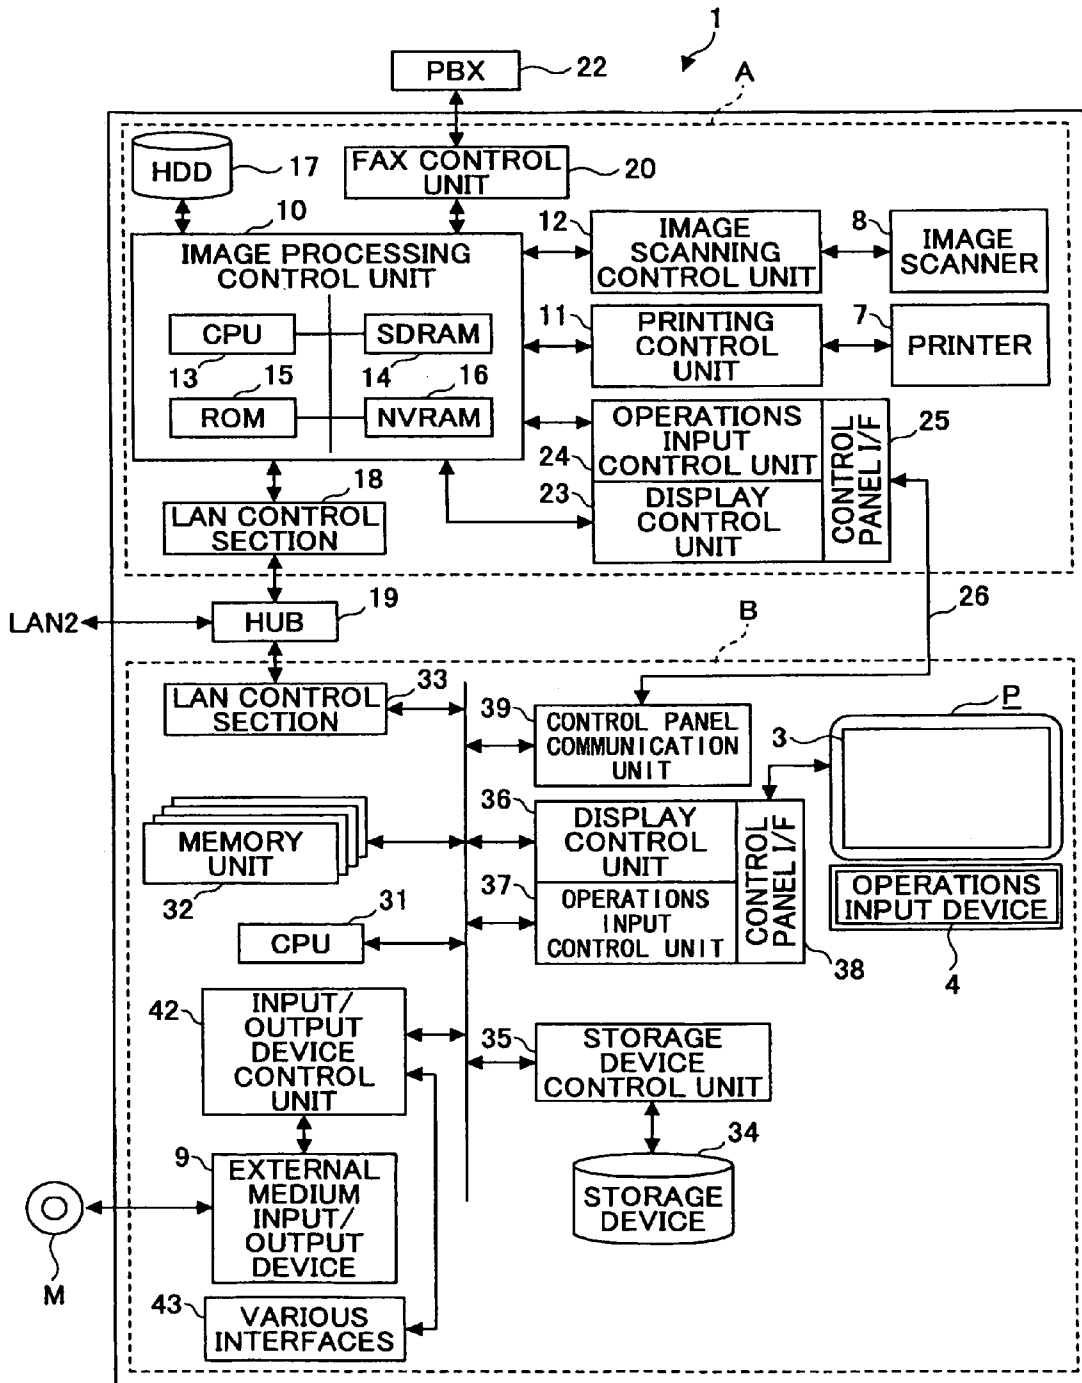 1
PBX
22
A
HDD
17
FAX CONTROL
UNIT
20
10
IMAGE PROCESSING
CONTROL UNIT
CPU
13
SDRAM
14
15
ROM
16
NVRAM
12
IMAGE
SCANNING
CONTROL UNIT
8
IMAGE
SCANNER
11
PRINTING
CONTROL
UNIT
7
PRINTER
OPERATIONS
INPUT
CONTROL UNIT
24
23
DISPLAY
CONTROL
UNIT
CONTROL
PANEL I/F
25
18
LAN CONTROL
SECTION
26
LAN2
HUB
19
B
LAN CONTROL
SECTION
33
39
CONTROL PANEL
COMMUNICATION
UNIT
P
3
MEMORY
UNIT
32
36
DISPLAY
CONTROL
UNIT
37
OPERATIONS
INPUT
CONTROL UNIT
CONTROL
PANEL I/F
38
OPERATIONS
INPUT DEVICE
4
31
CPU
42
INPUT/
OUTPUT
DEVICE
CONTROL
UNIT
35
STORAGE
DEVICE
CONTROL UNIT
34
STORAGE
DEVICE
9
EXTERNAL
MEDIUM
INPUT/
OUTPUT
DEVICE
M
43
VARIOUS
INTERFACES